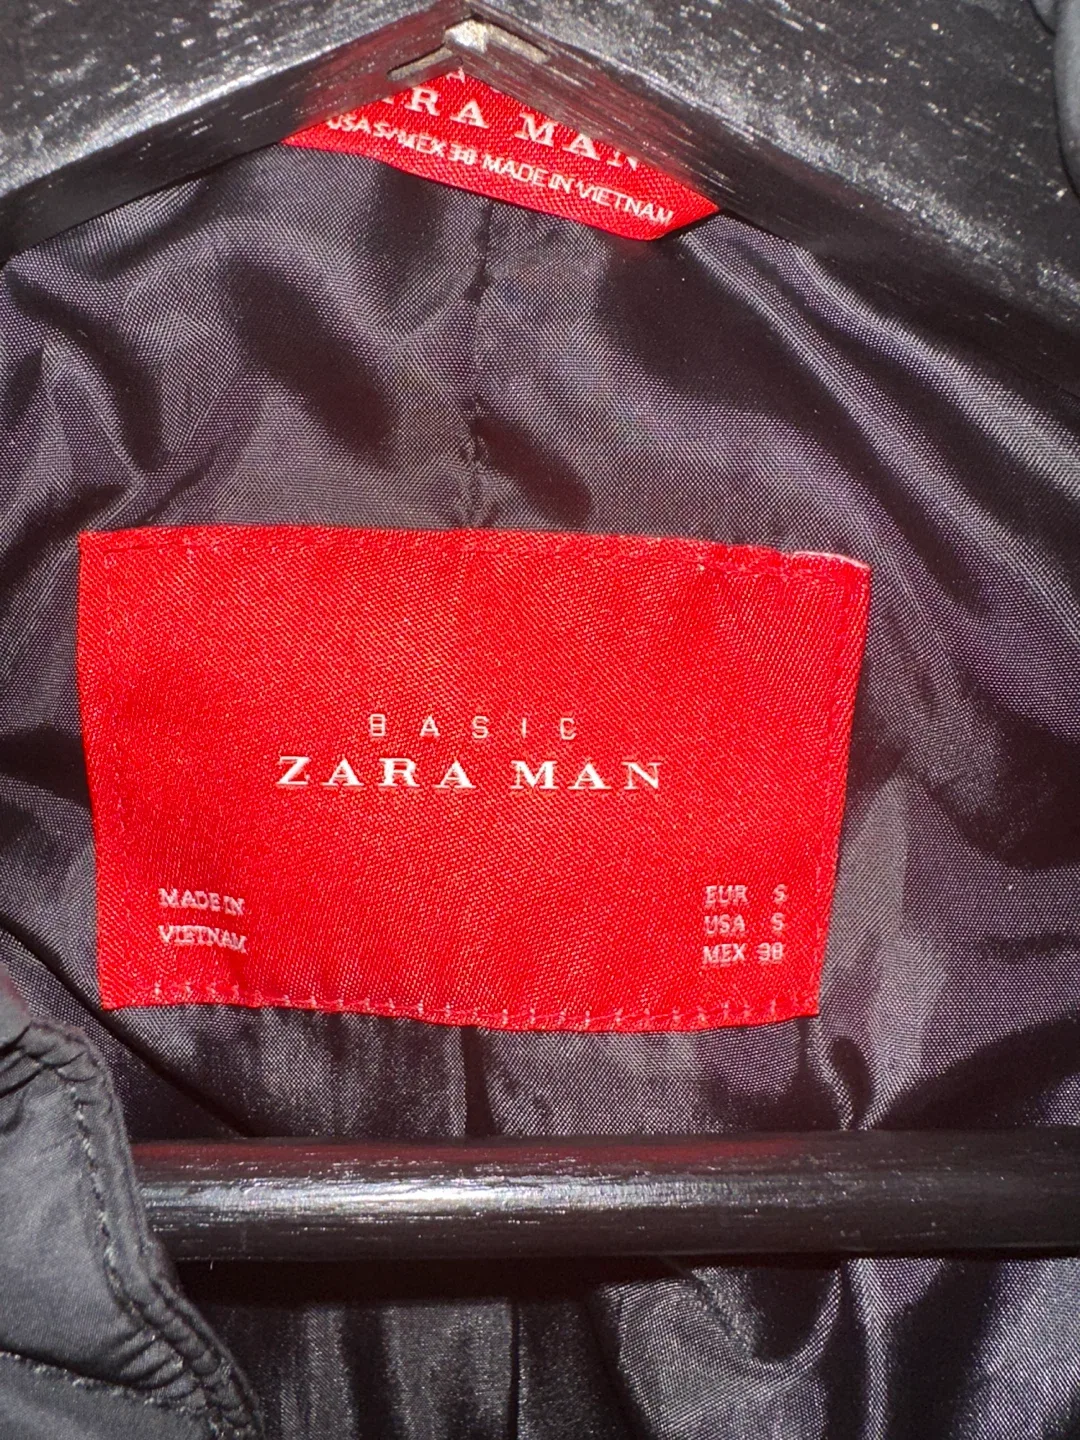 RA MAN
USA S/MEX 38 MADE IN VIETNAM
BASIC
ZARA MAN
MADE IN
VIETNAM
EUR S
USA S
MEX 38